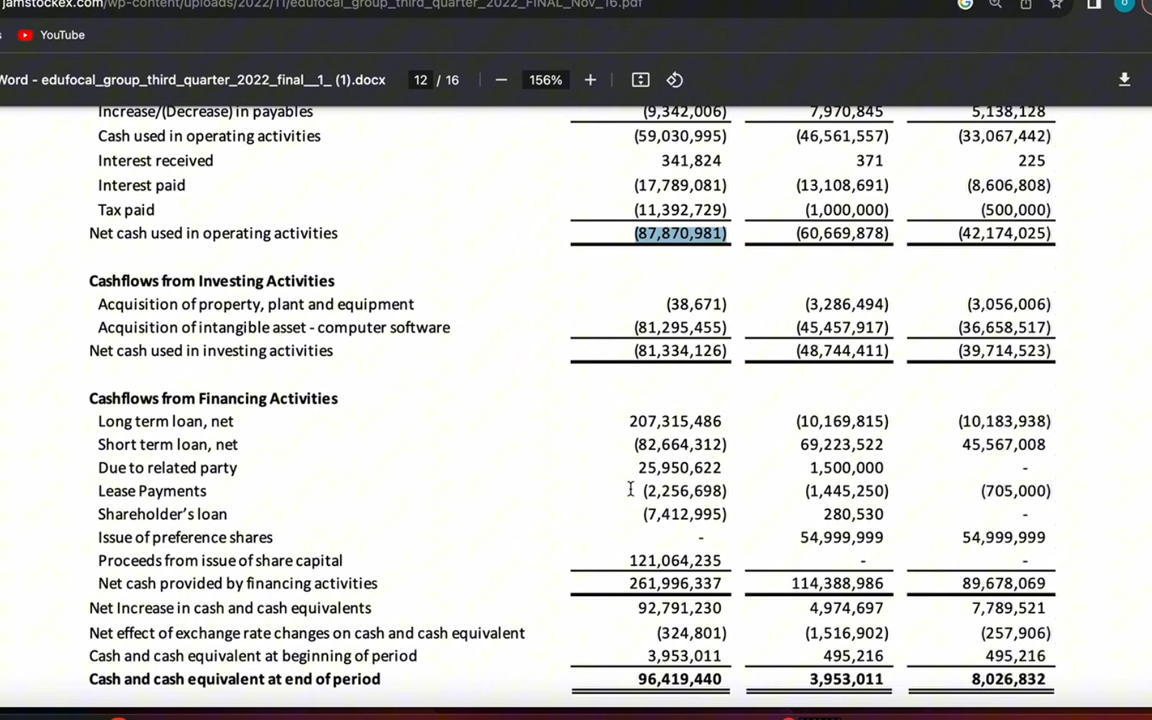 jamstockex.com/wp-content/uploads/2022/11/edufocal_group_third_quarter_2022_FINAL_Nov_16.pdf
YouTube
Word - edufocal_group_third_quarter_2022_final__1_ (1).docx 12 / 16 — 156% +
Increase/(Decrease) in payables (9,342,006) 7,970,845 5,138,128
Cash used in operating activities (59,030,995) (46,561,557) (33,067,442)
Interest received 341,824 371 225
Interest paid (17,789,081) (13,108,691) (8,606,808)
Tax paid (11,392,729) (1,000,000) (500,000)
Net cash used in operating activities (87,870,981) (60,669,878) (42,174,025)
Cashflows from Investing Activities
Acquisition of property, plant and equipment (38,671) (3,286,494) (3,056,006)
Acquisition of intangible asset - computer software (81,295,455) (45,457,917) (36,658,517)
Net cash used in investing activities (81,334,126) (48,744,411) (39,714,523)
Cashflows from Financing Activities
Long term loan, net 207,315,486 (10,169,815) (10,183,938)
Short term loan, net (82,664,312) 69,223,522 45,567,008
Due to related party 25,950,622 1,500,000 -
Lease Payments (2,256,698) (1,445,250) (705,000)
Shareholder's loan (7,412,995) 280,530 -
Issue of preference shares - 54,999,999 54,999,999
Proceeds from issue of share capital 121,064,235 - -
Net cash provided by financing activities 261,996,337 114,388,986 89,678,069
Net Increase in cash and cash equivalents 92,791,230 4,974,697 7,789,521
Net effect of exchange rate changes on cash and cash equivalent (324,801) (1,516,902) (257,906)
Cash and cash equivalent at beginning of period 3,953,011 495,216 495,216
Cash and cash equivalent at end of period 96,419,440 3,953,011 8,026,832